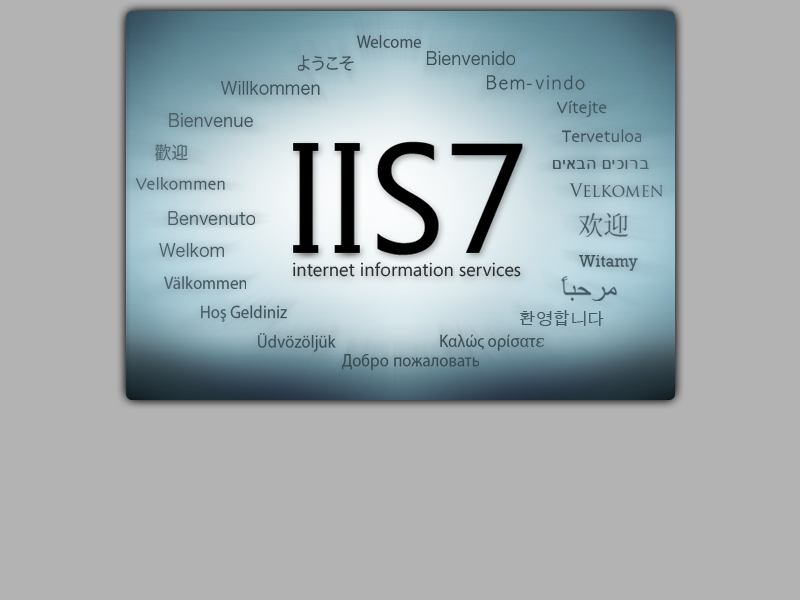 Welcome
ようこそ
Bienvenido
Willkommen
Bem-vindo
Bienvenue
Vítejte
歡迎
Tervetuloa
Velkommen
ברוכים הבאים
VELKOMEN
Benvenuto
欢迎
Welkom
Witamy
Välkommen
مرحباً
Hoş Geldiniz
환영합니다
Üdvözöljük
Καλώς ορίσατε
Добро пожаловать
IIS7
internet information services